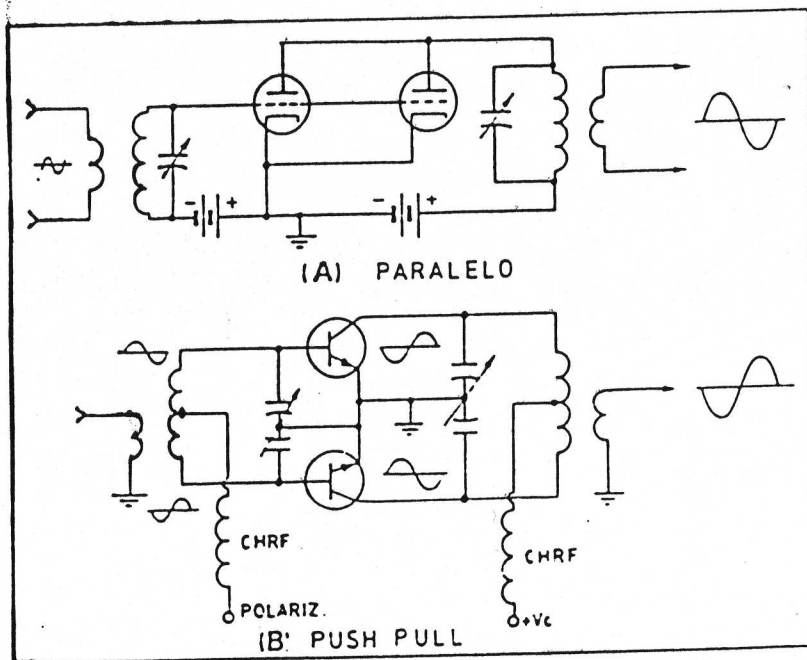 - +
- +
(A) PARALELO
CHRF
CHRF
POLARIZ.
+Vc
(B) PUSH PULL